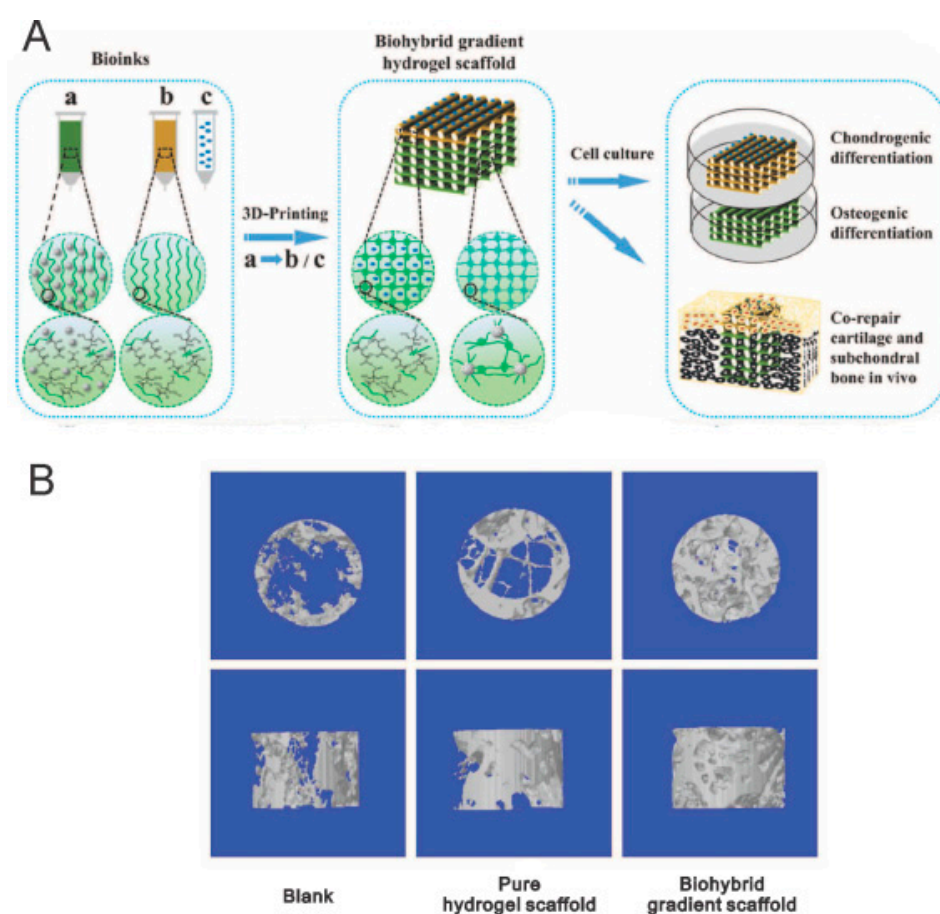 A
Bioinks
a
b
c
3D-Printing
a ➡ b / c
Biohybrid gradient
hydrogel scaffold
Cell culture
Chondrogenic
differentiation
Osteogenic
differentiation
Co-repair
cartilage and
subchondral
bone in vivo
B
Blank
Pure
hydrogel scaffold
Biohybrid
gradient scaffold